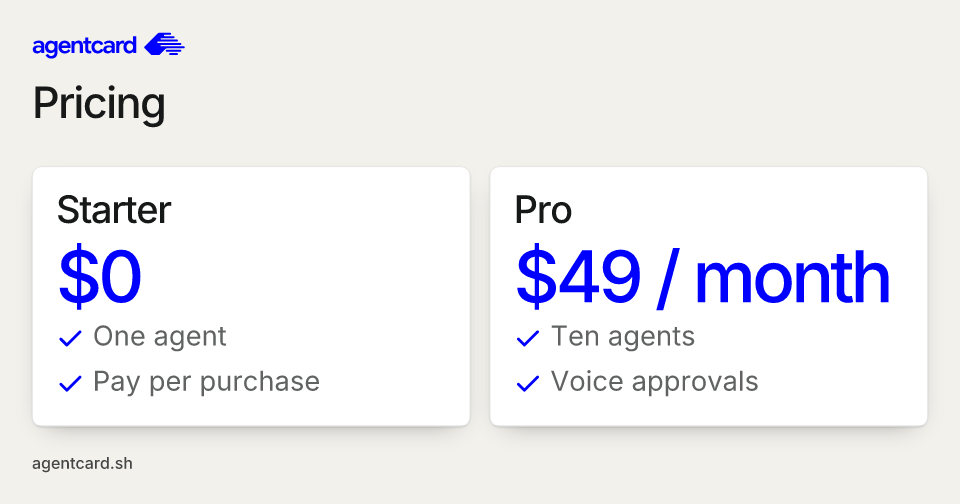 agentcard
Pricing
Starter
$0
One agent
Pay per purchase
Pro
$49 / month
Ten agents
Voice approvals
agentcard.sh